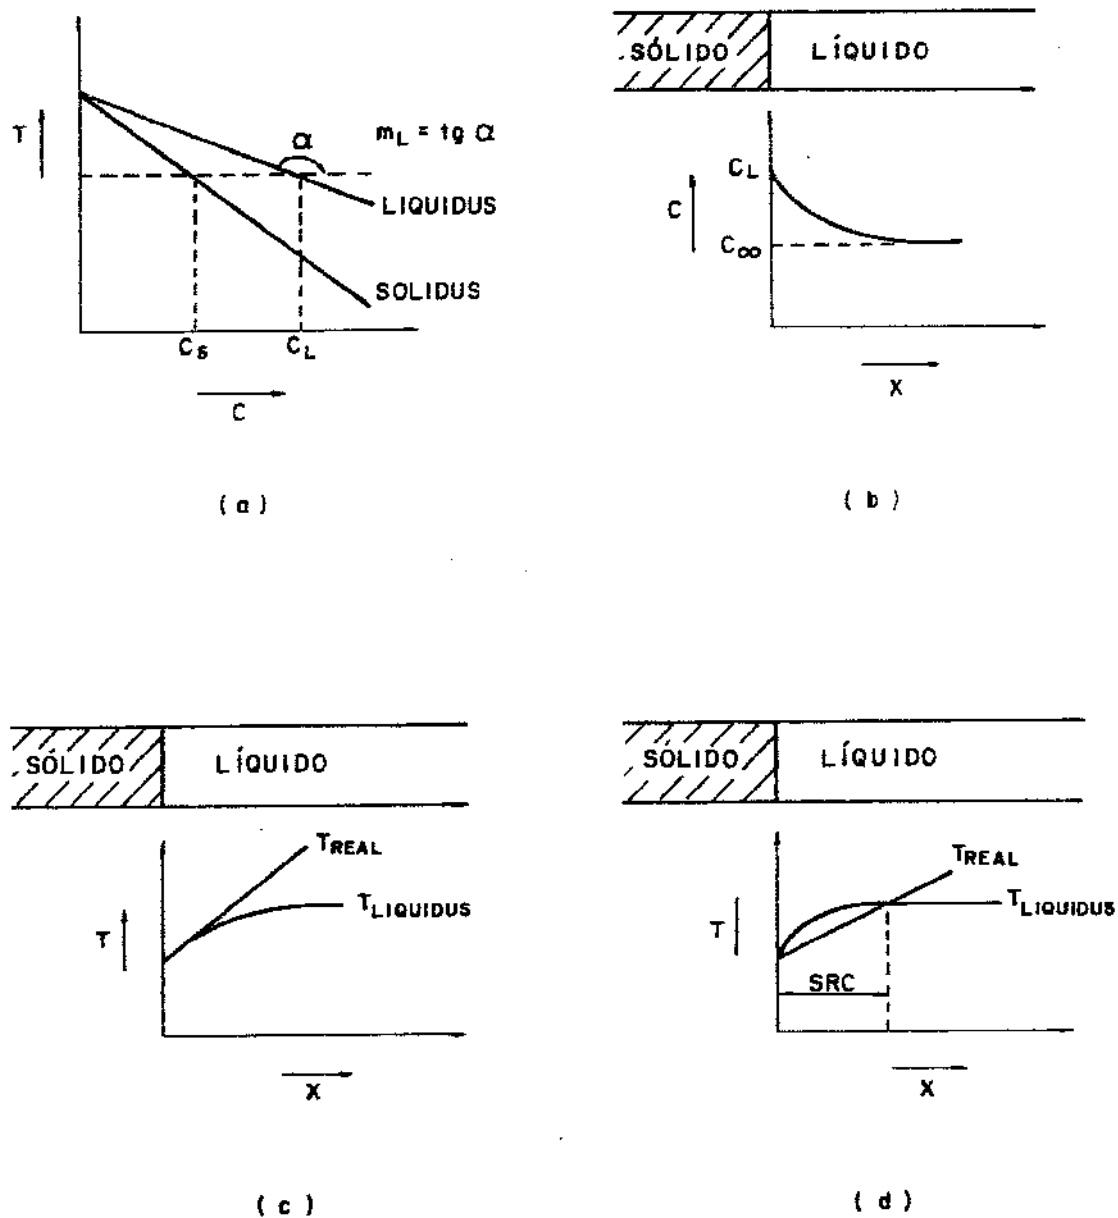 T
α
m_L = tg α
LIQUIDUS
SOLIDUS
C_S
C_L
C
(a)
SÓLIDO
LÍQUIDO
C_L
C
C_∞
X
(b)
SÓLIDO
LÍQUIDO
T_REAL
T
T_LIQUIDUS
X
(c)
SÓLIDO
LÍQUIDO
T_REAL
T
T_LIQUIDUS
SRC
X
(d)